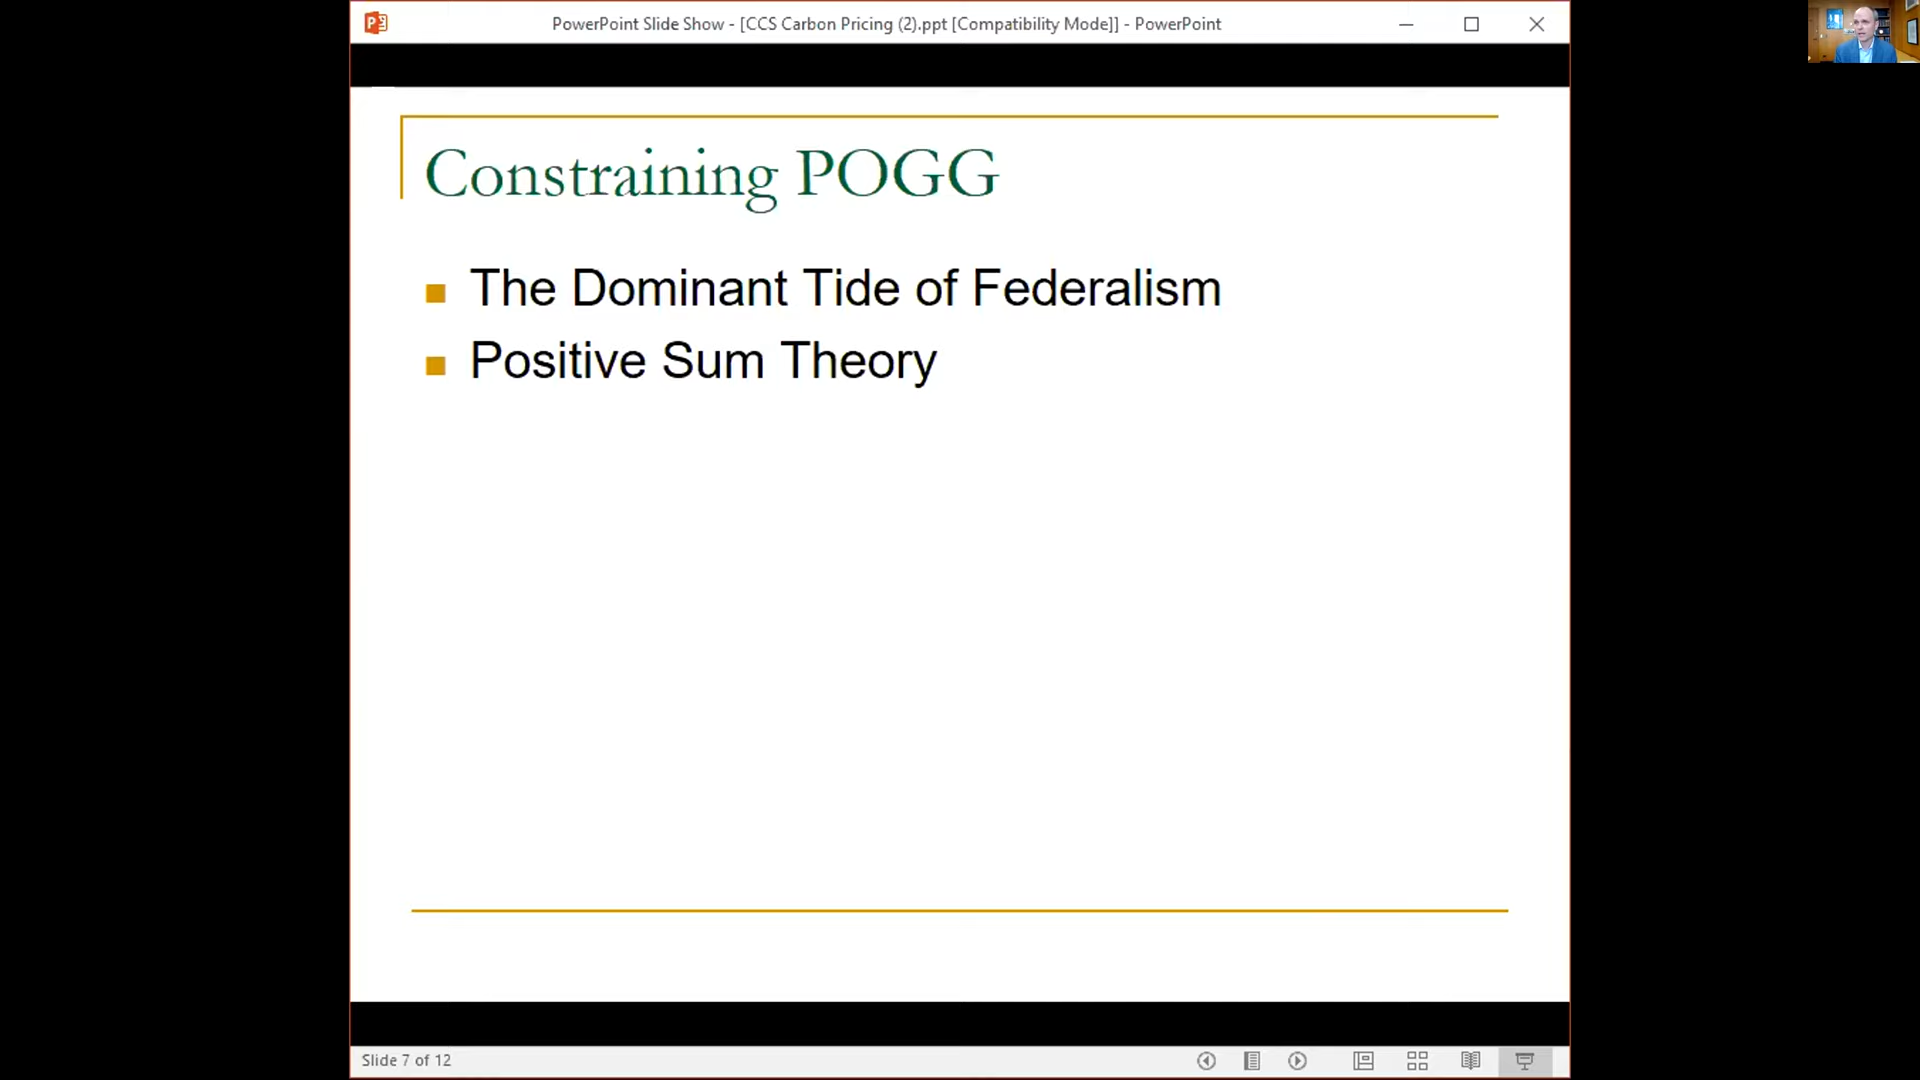 PowerPoint Slide Show - [CCS Carbon Pricing (2).ppt [Compatibility Mode]] - PowerPoint
Constraining POGG
The Dominant Tide of Federalism
Positive Sum Theory
Slide 7 of 12